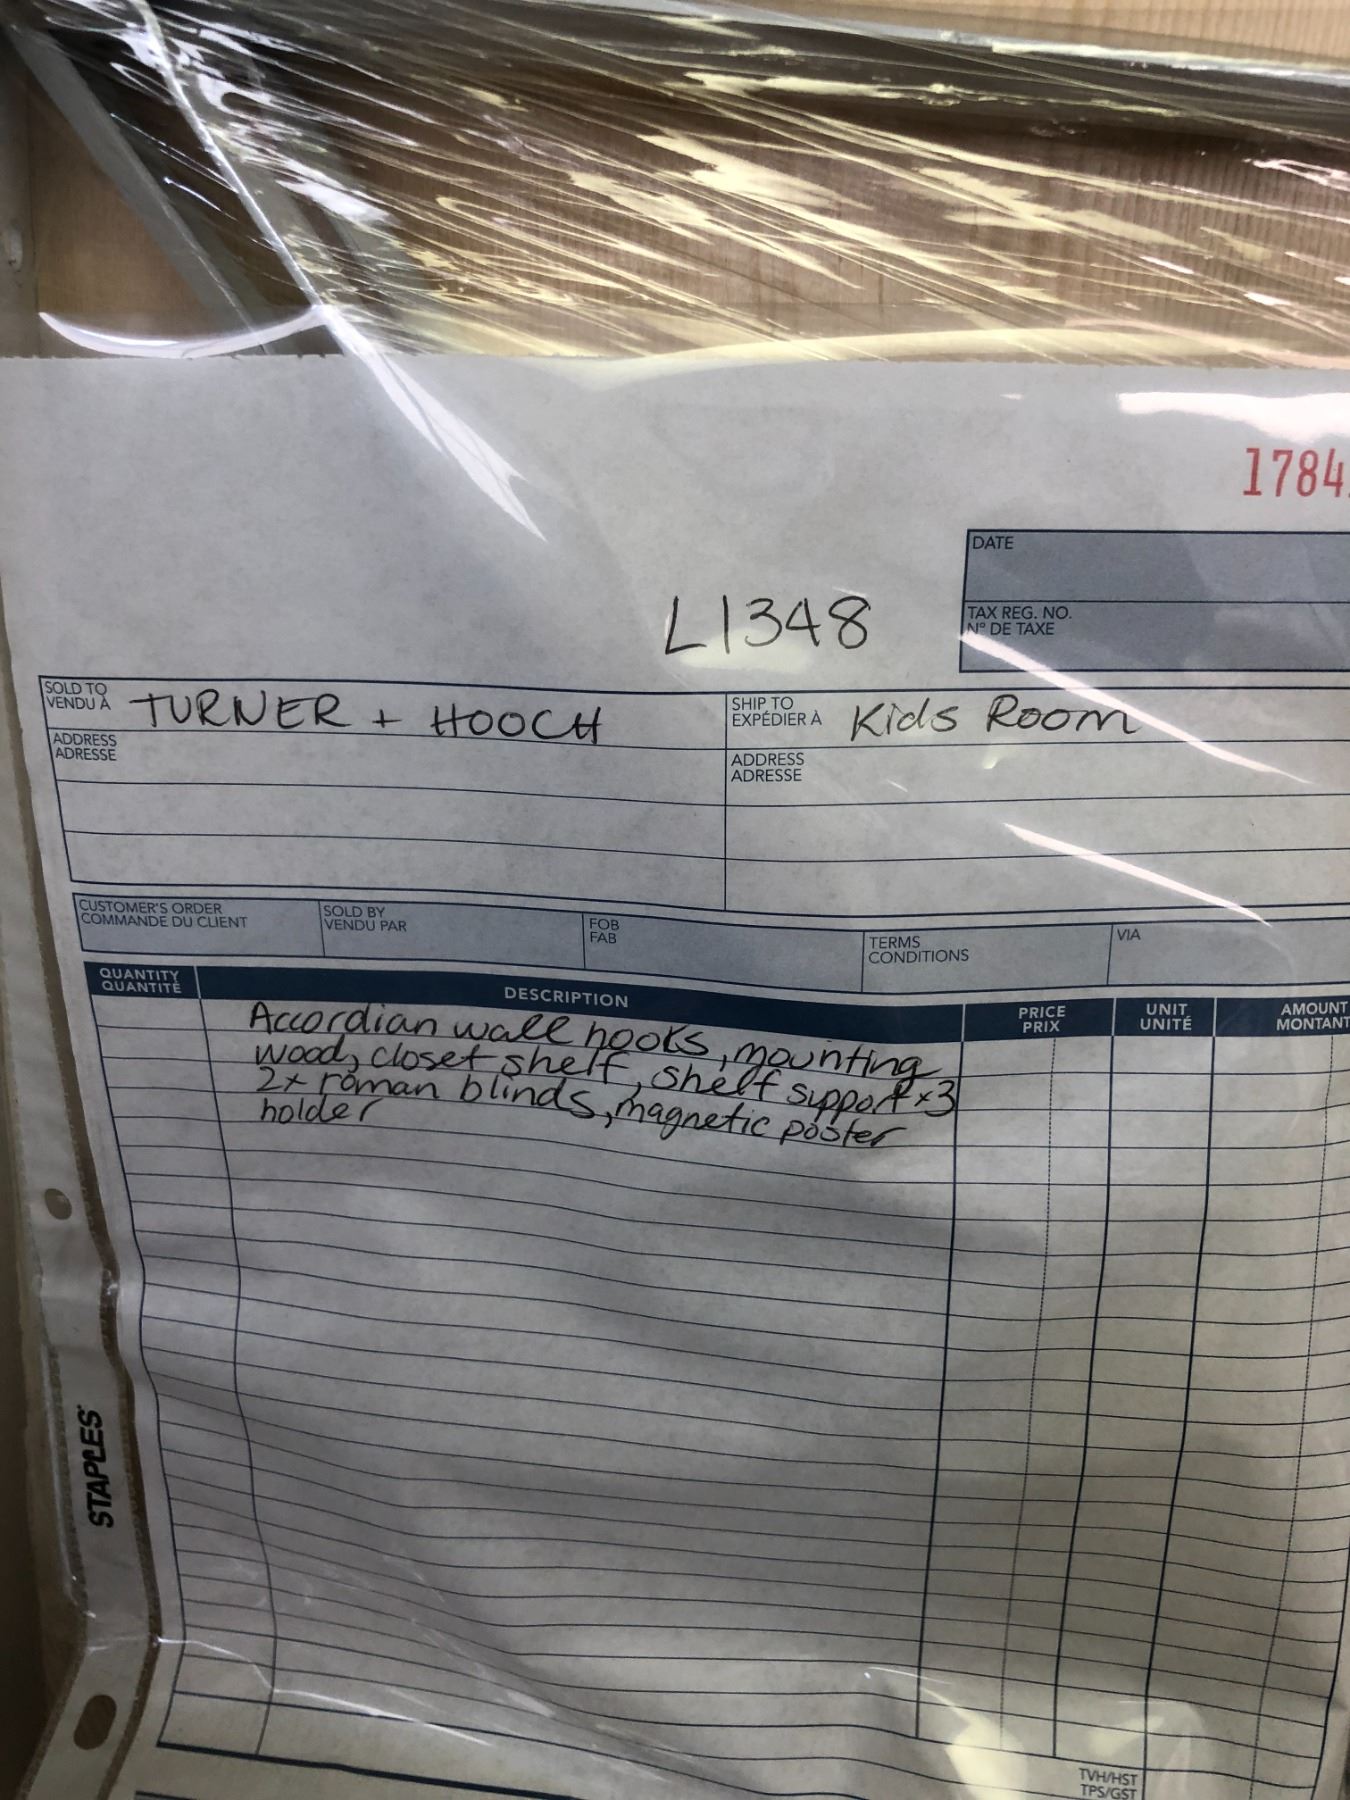 1784
DATE
TAX REG. NO.
N° DE TAXE
L1348
SOLD TO
VENDU À
TURNER + HOOCH
SHIP TO
EXPÉDIER À
Kids Room
ADDRESS
ADRESSE
ADDRESS
ADRESSE
CUSTOMER'S ORDER
COMMANDE DU CLIENT
SOLD BY
VENDU PAR
FOB
FAB
TERMS
CONDITIONS
VIA
QUANTITY
QUANTITÉ
DESCRIPTION
PRICE
PRIX
UNIT
UNITÉ
AMOUNT
MONTANT
Accordian wall hooks, mounting
wood, closet shelf, shelf support x3
2x roman blinds, magnetic poster
holder
STAPLES
TVH/HST
TPS/GST